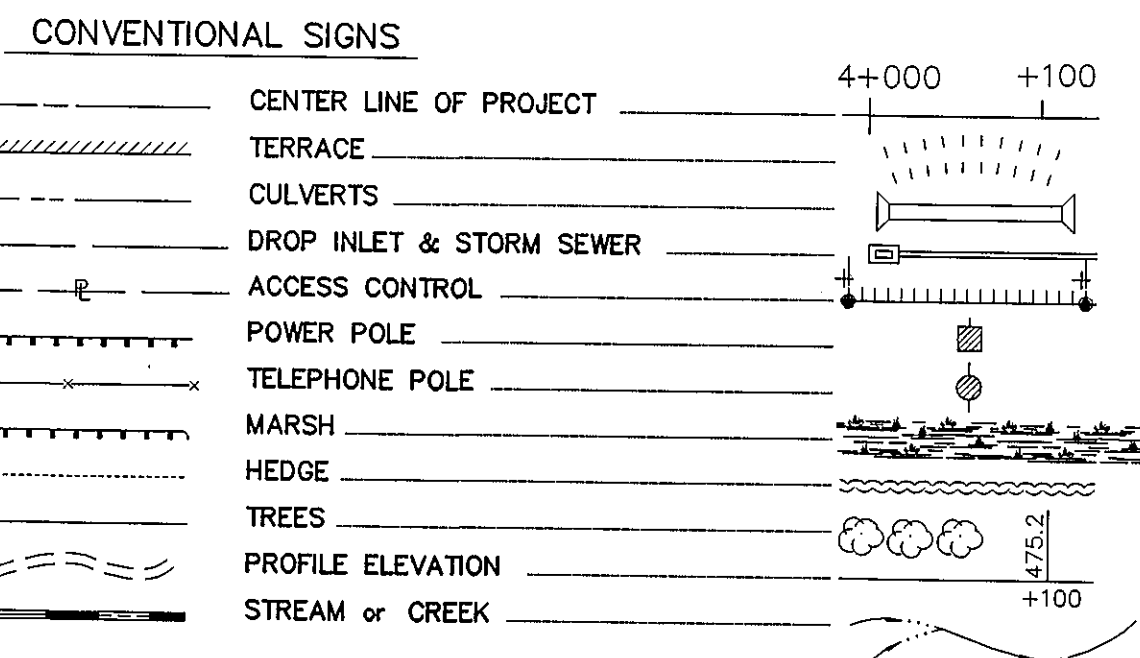 CONVENTIONAL SIGNS
4+000 +100
CENTER LINE OF PROJECT
TERRACE
CULVERTS
DROP INLET & STORM SEWER
PL ACCESS CONTROL
POWER POLE
TELEPHONE POLE
MARSH
HEDGE
TREES
475.2
PROFILE ELEVATION
+100
STREAM or CREEK